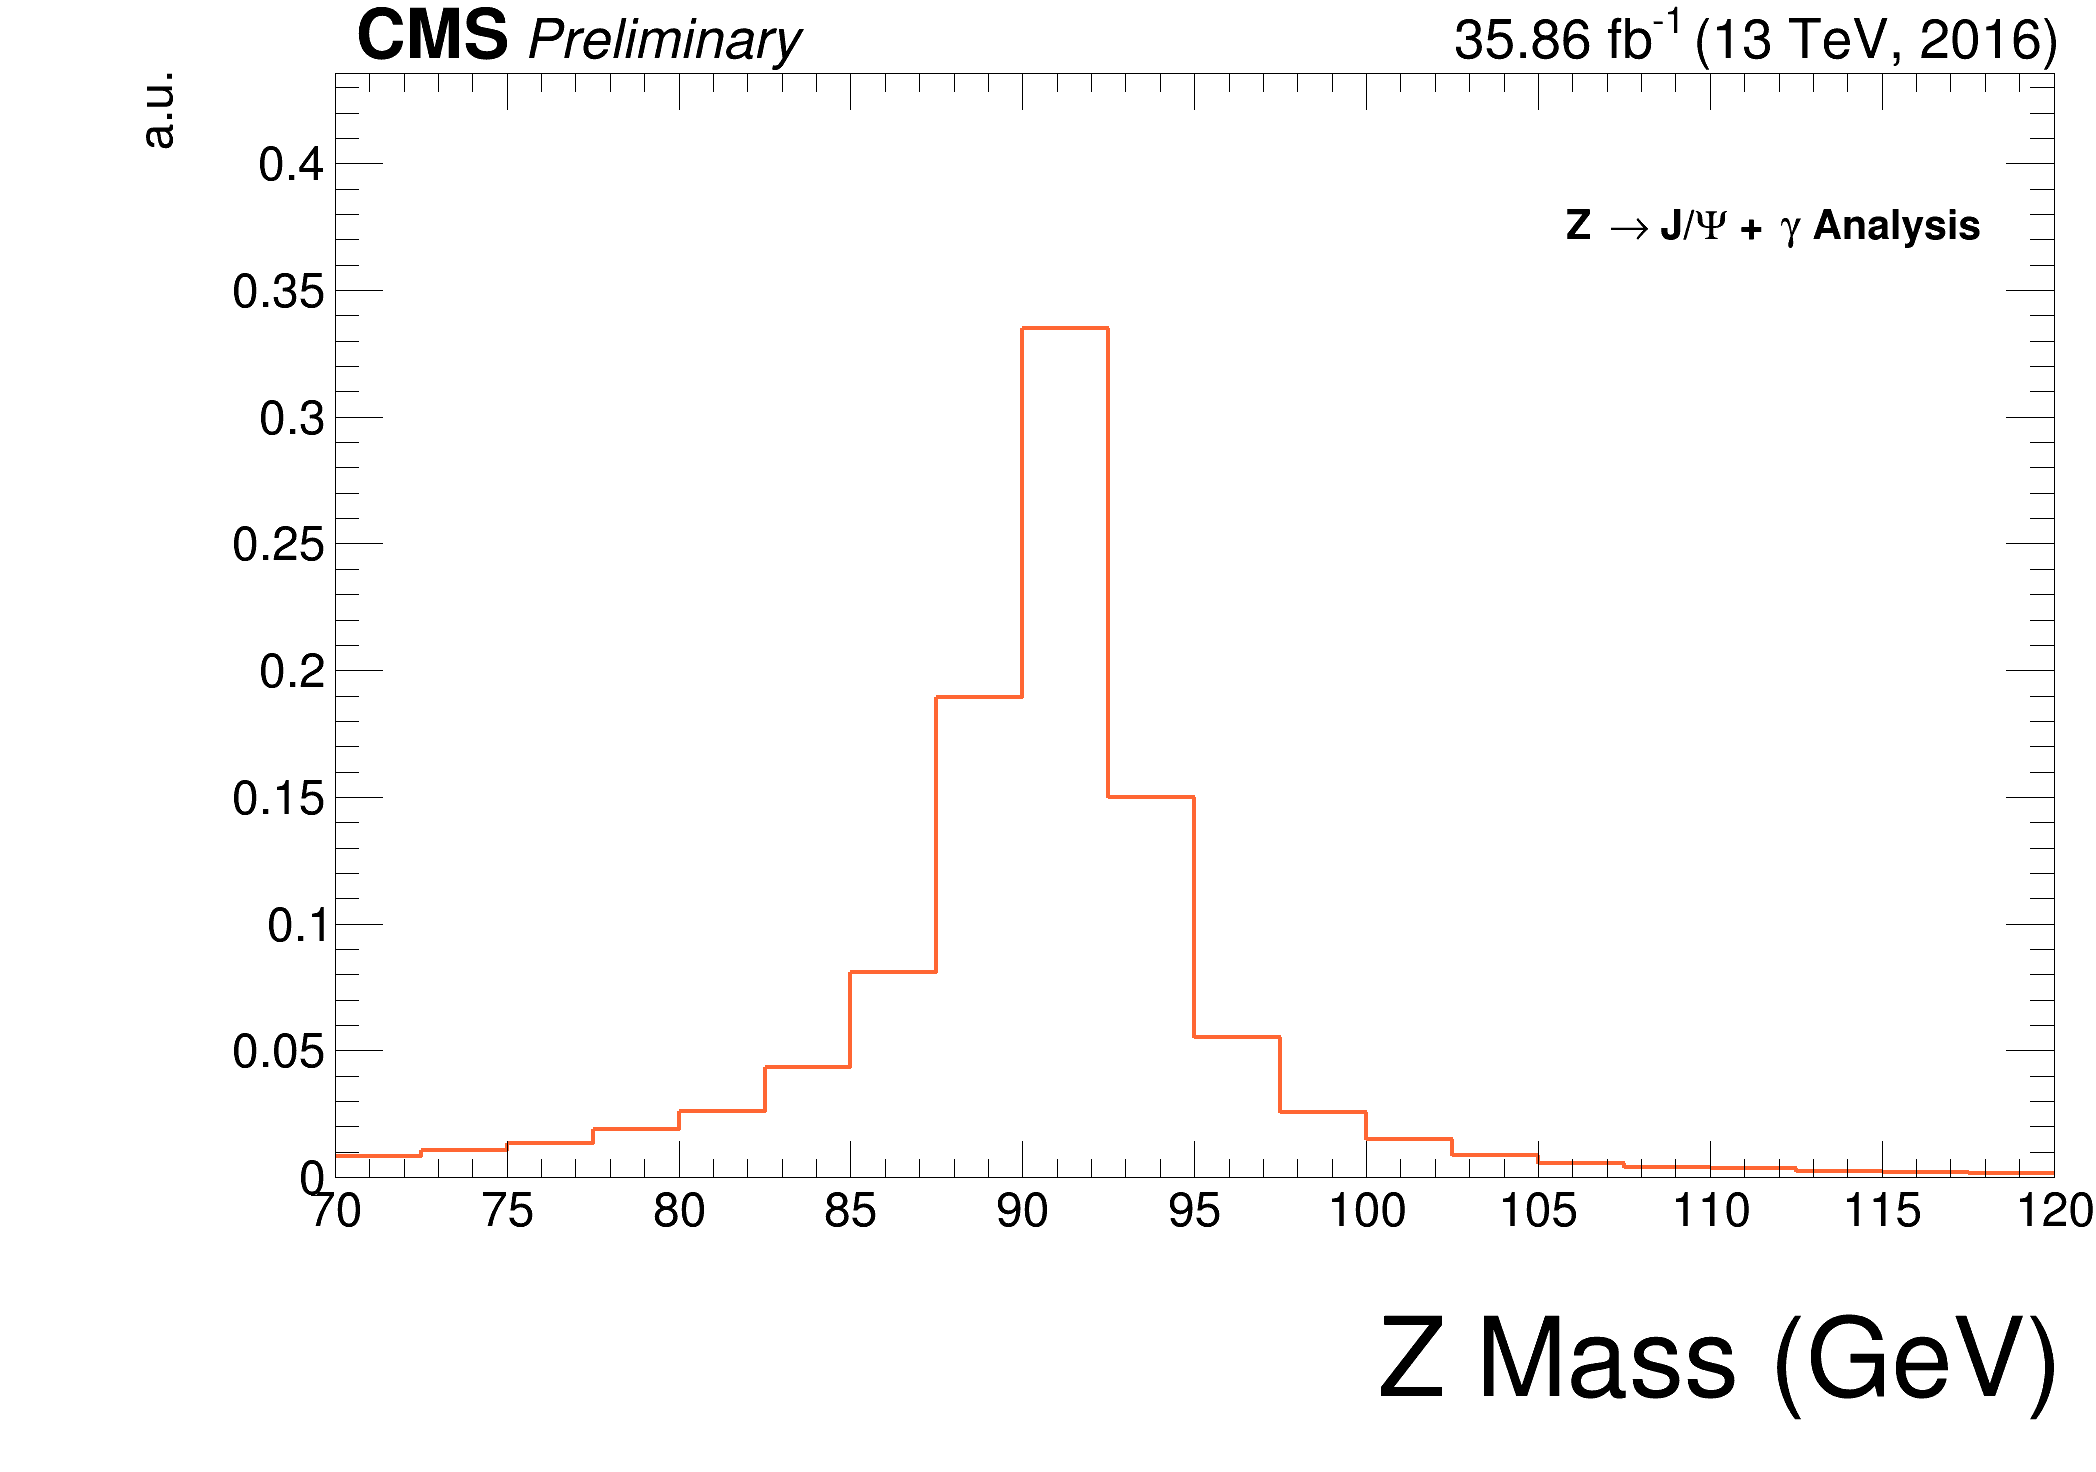 CMS Preliminary 35.86 fb⁻¹ (13 TeV, 2016)
a.u.
0.4
Z → J/Ψ + γ Analysis
0.35
0.3
0.25
0.2
0.15
0.1
0.05
0
70 75 80 85 90 95 100 105 110 115 120
Z Mass (GeV)